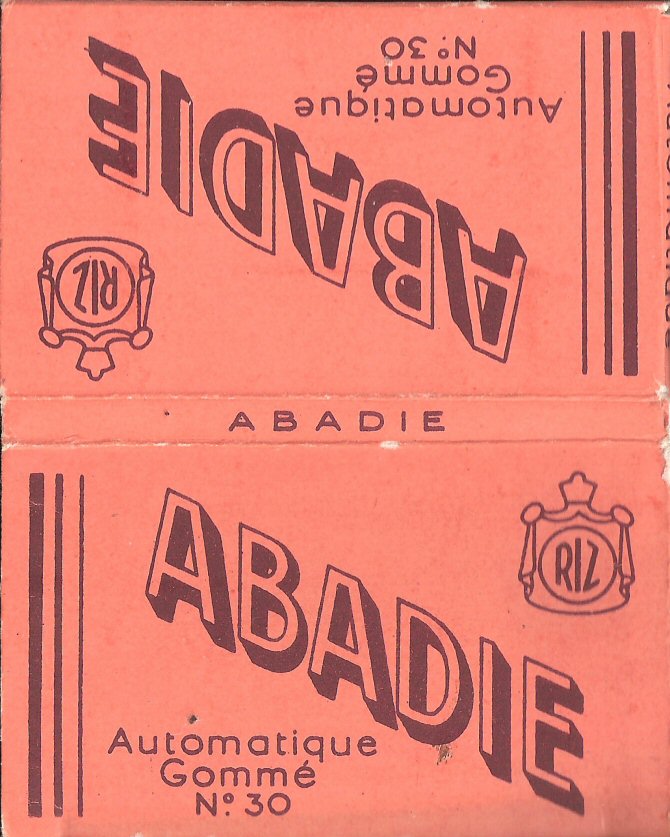 Automatique
Gommé
N.º 30
ABADIE
RIZ
ABADIE
RIZ
ABADIE
Automatique
Gommé
N.º 30